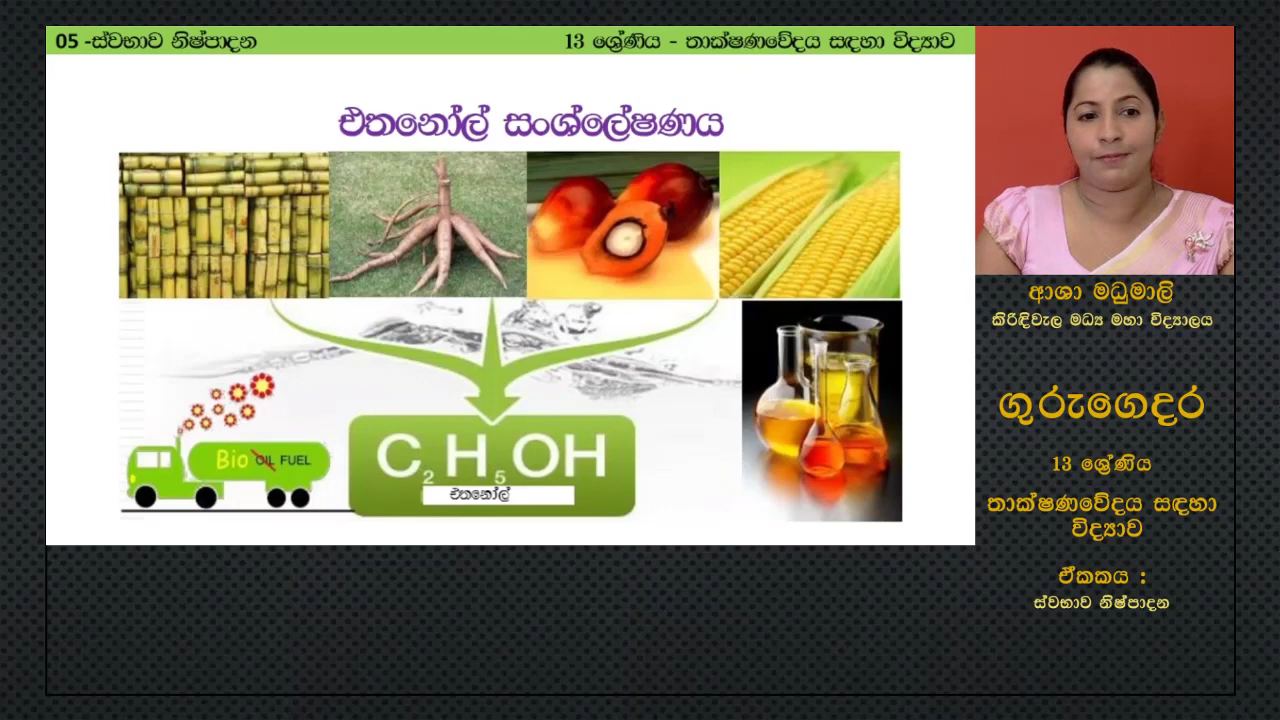 05 -ස්වභාව නිෂ්පාදන
13 ශ්‍රේණිය - තාක්ෂණවේදය සඳහා විද්‍යාව
එතනෝල් සංශ්ලේෂණය
Bio OIL FUEL
C2H5OH
එතනෝල්
ආශා මධුමාලි
කිරිඳිවැල මධ්‍ය මහා විද්‍යාලය
ගුරුගෙදර
13 ශ්‍රේණිය
තාක්ෂණවේදය සඳහා
විද්‍යාව
ඒකකය :
ස්වභාව නිෂ්පාදන